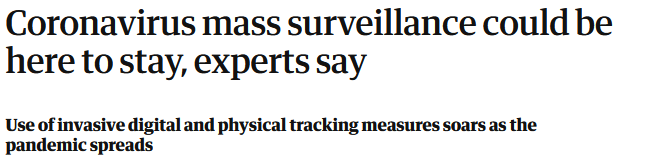 Coronavirus mass surveillance could be
here to stay, experts say
Use of invasive digital and physical tracking measures soars as the
pandemic spreads